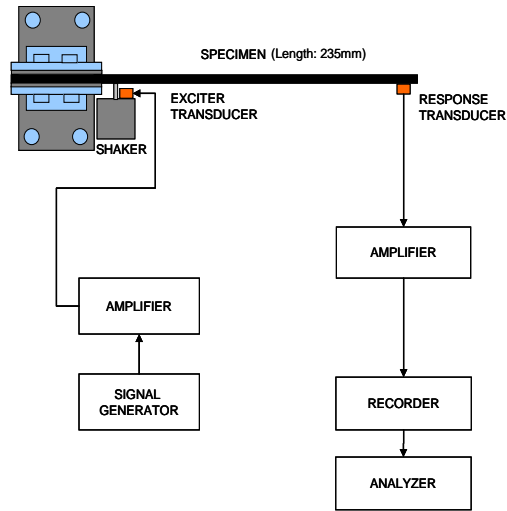 SPECIMEN (Length: 235mm)
EXCITER
TRANSDUCER
RESPONSE
TRANSDUCER
SHAKER
AMPLIFIER
AMPLIFIER
SIGNAL
GENERATOR
RECORDER
ANALYZER